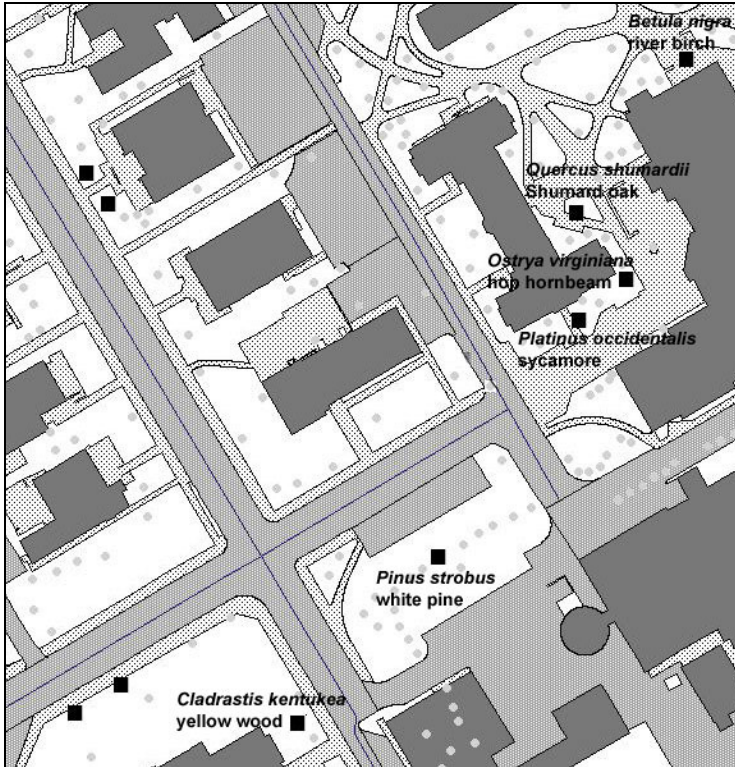 Betula nigra
river birch
Quercus shumardii
Shumard oak
Ostrya virginiana
hop hornbeam
Platinus occidentalis
sycamore
Pinus strobus
white pine
Cladrastis kentukea
yellow wood